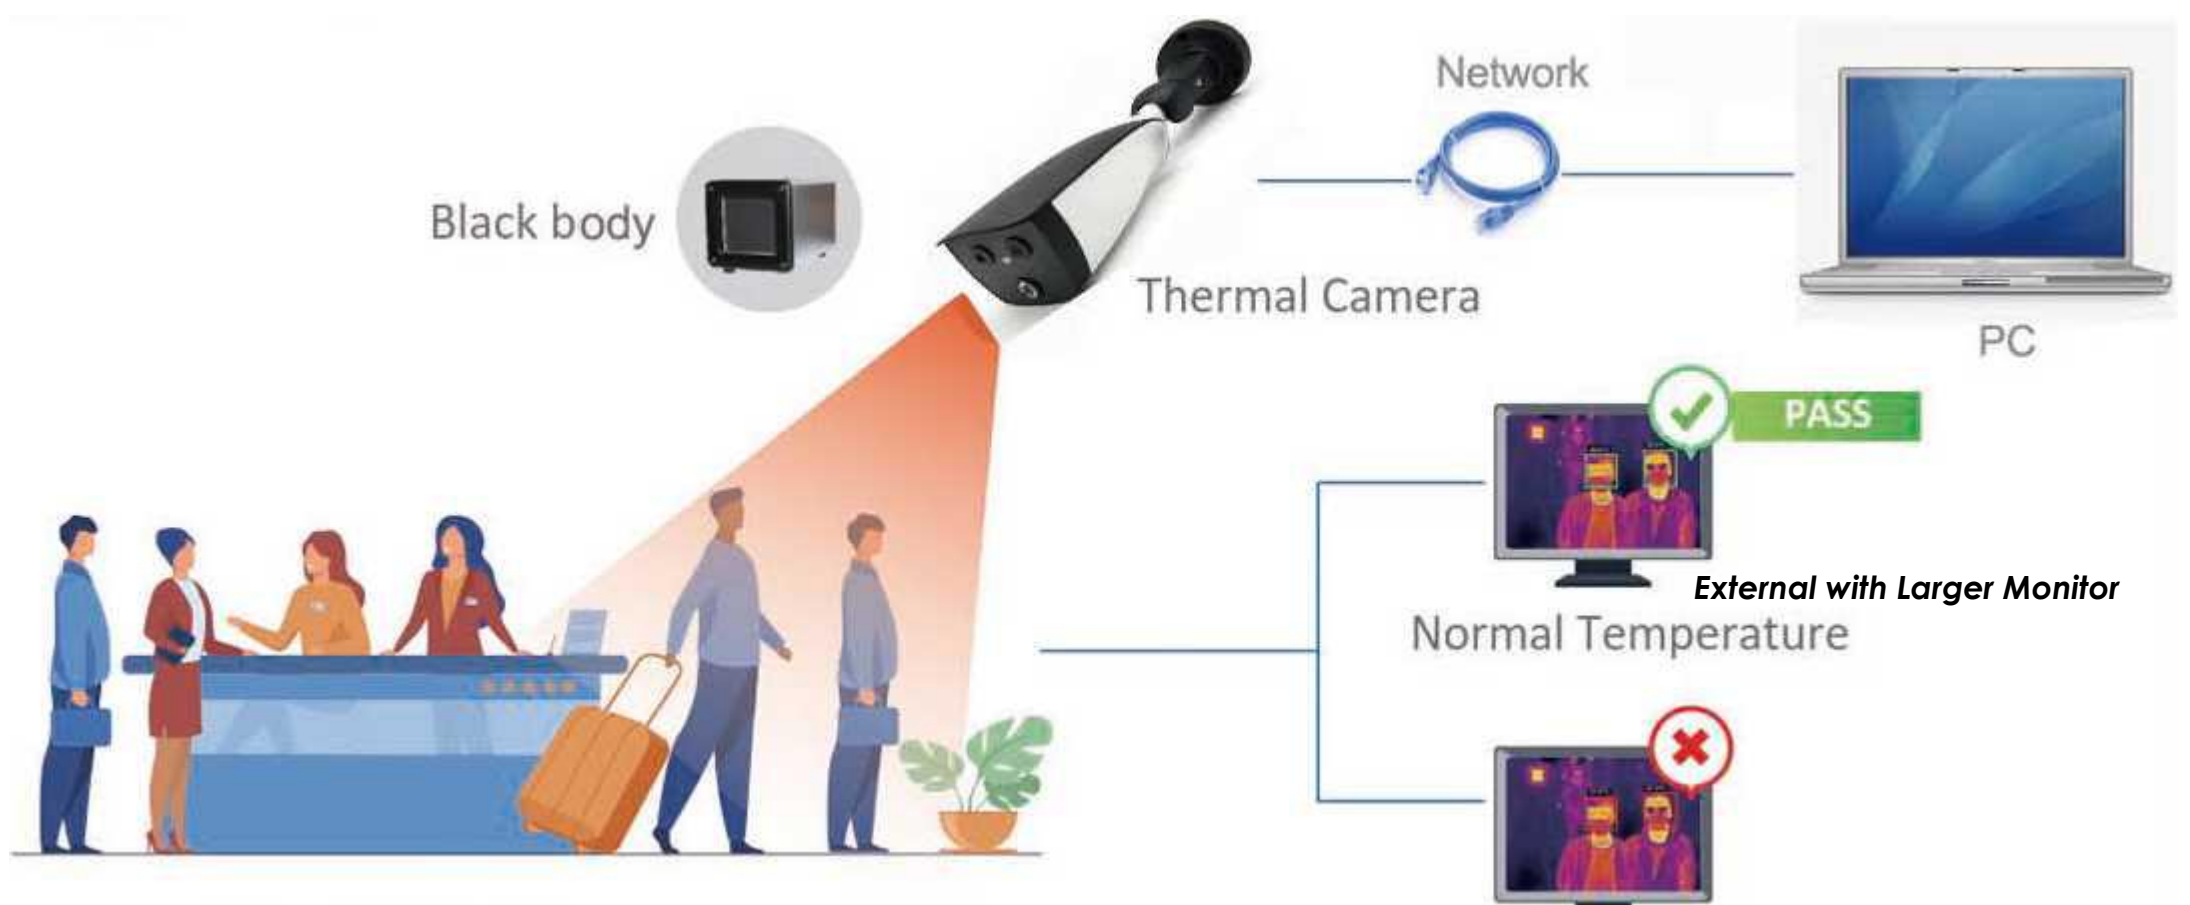 Network
Black body
Thermal Camera
PC
PASS
External with Larger Monitor
Normal Temperature